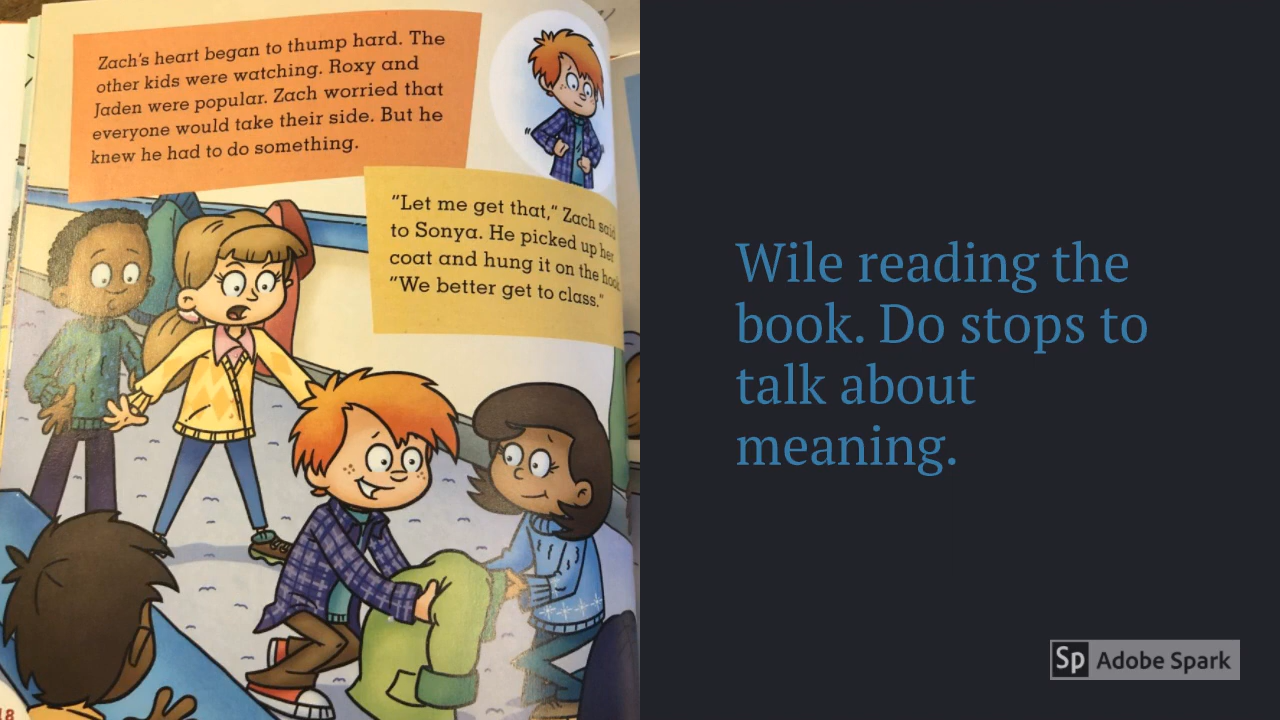 Zach's heart began to thump hard. The
other kids were watching. Roxy and
Jaden were popular. Zach worried that
everyone would take their side. But he
knew he had to do something.
"Let me get that," Zach said
to Sonya. He picked up her
coat and hung it on the hook.
"We better get to class."
18
Wile reading the
book. Do stops to
talk about
meaning.
Sp Adobe Spark